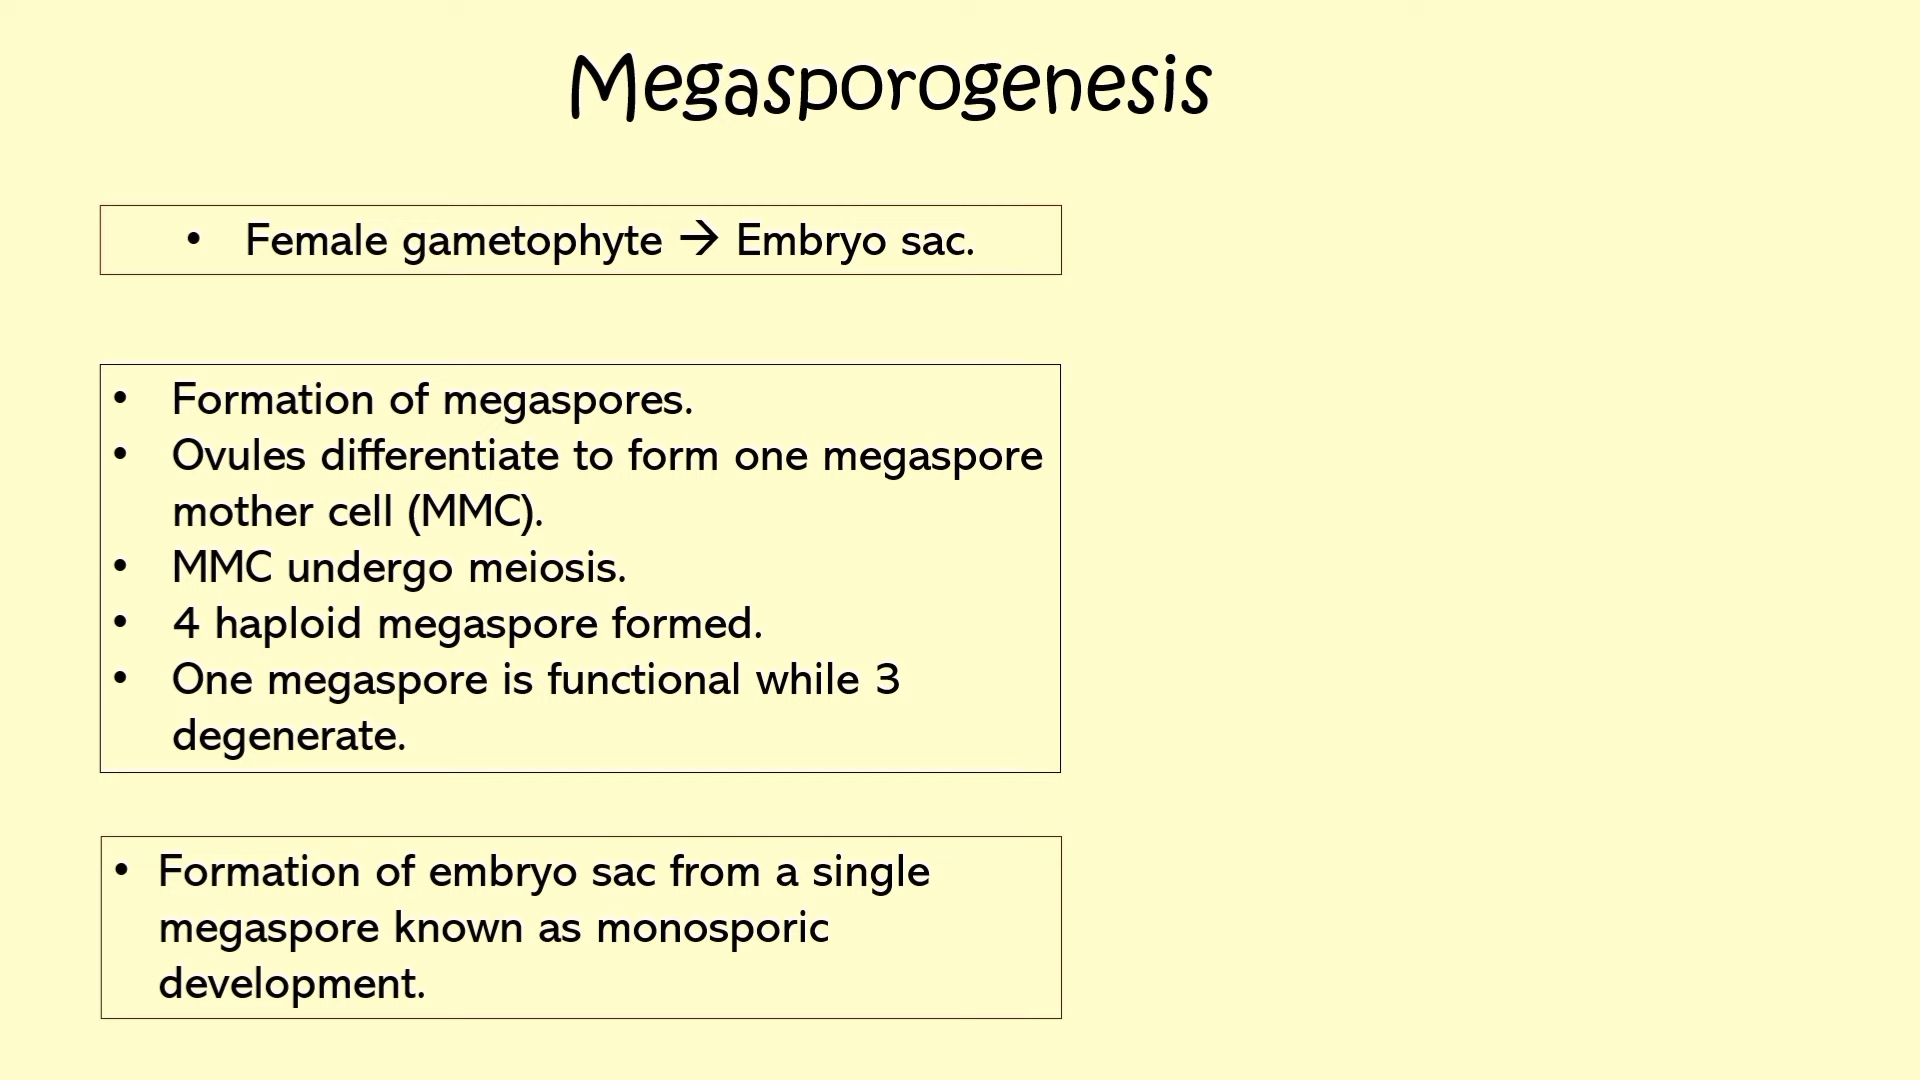 Megasporogenesis
• Female gametophyte → Embryo sac.
• Formation of megaspores.
• Ovules differentiate to form one megaspore
mother cell (MMC).
• MMC undergo meiosis.
• 4 haploid megaspore formed.
• One megaspore is functional while 3
degenerate.
• Formation of embryo sac from a single
megaspore known as monosporic
development.